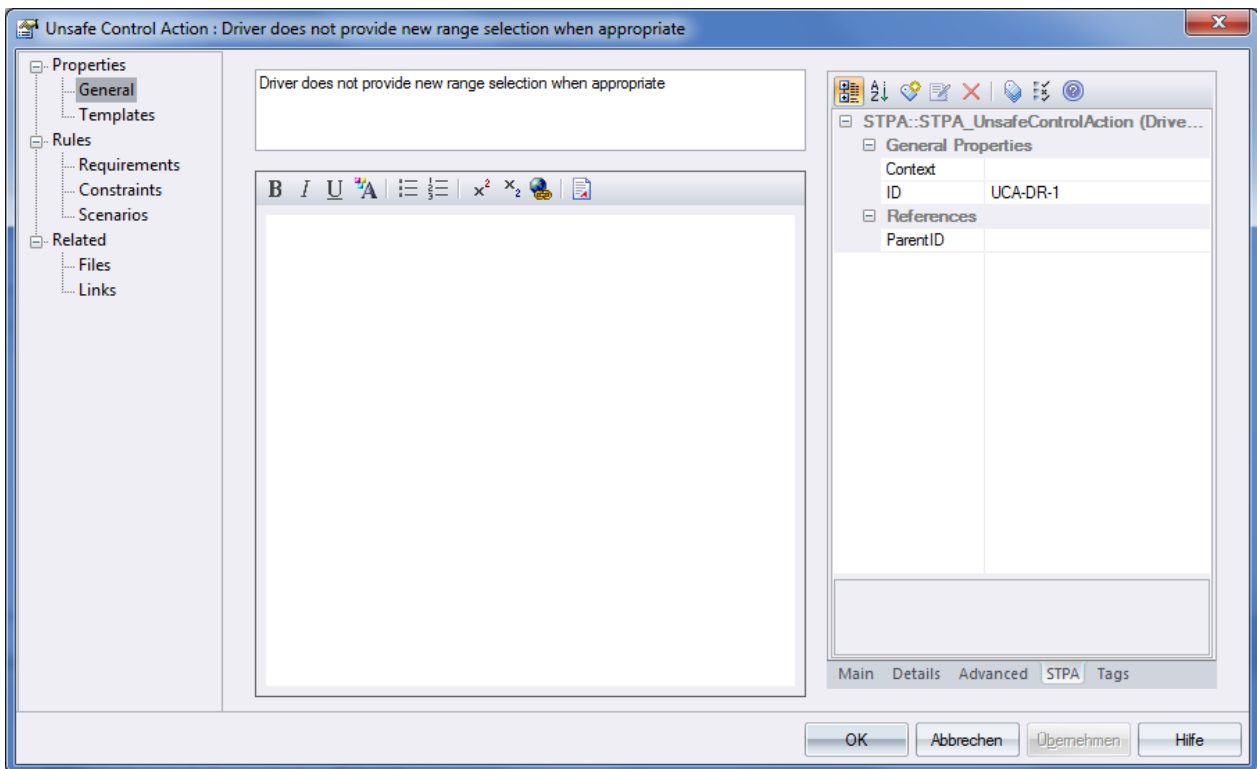 Unsafe Control Action : Driver does not provide new range selection when appropriate
Properties
General
Templates
Rules
Requirements
Constraints
Scenarios
Related
Files
Links
Driver does not provide new range selection when appropriate
B I U A x² x₂
STPA::STPA_UnsafeControlAction (Drive...
General Properties
Context
ID UCA-DR-1
References
ParentID
Main Details Advanced STPA Tags
OK Abbrechen Übernehmen Hilfe